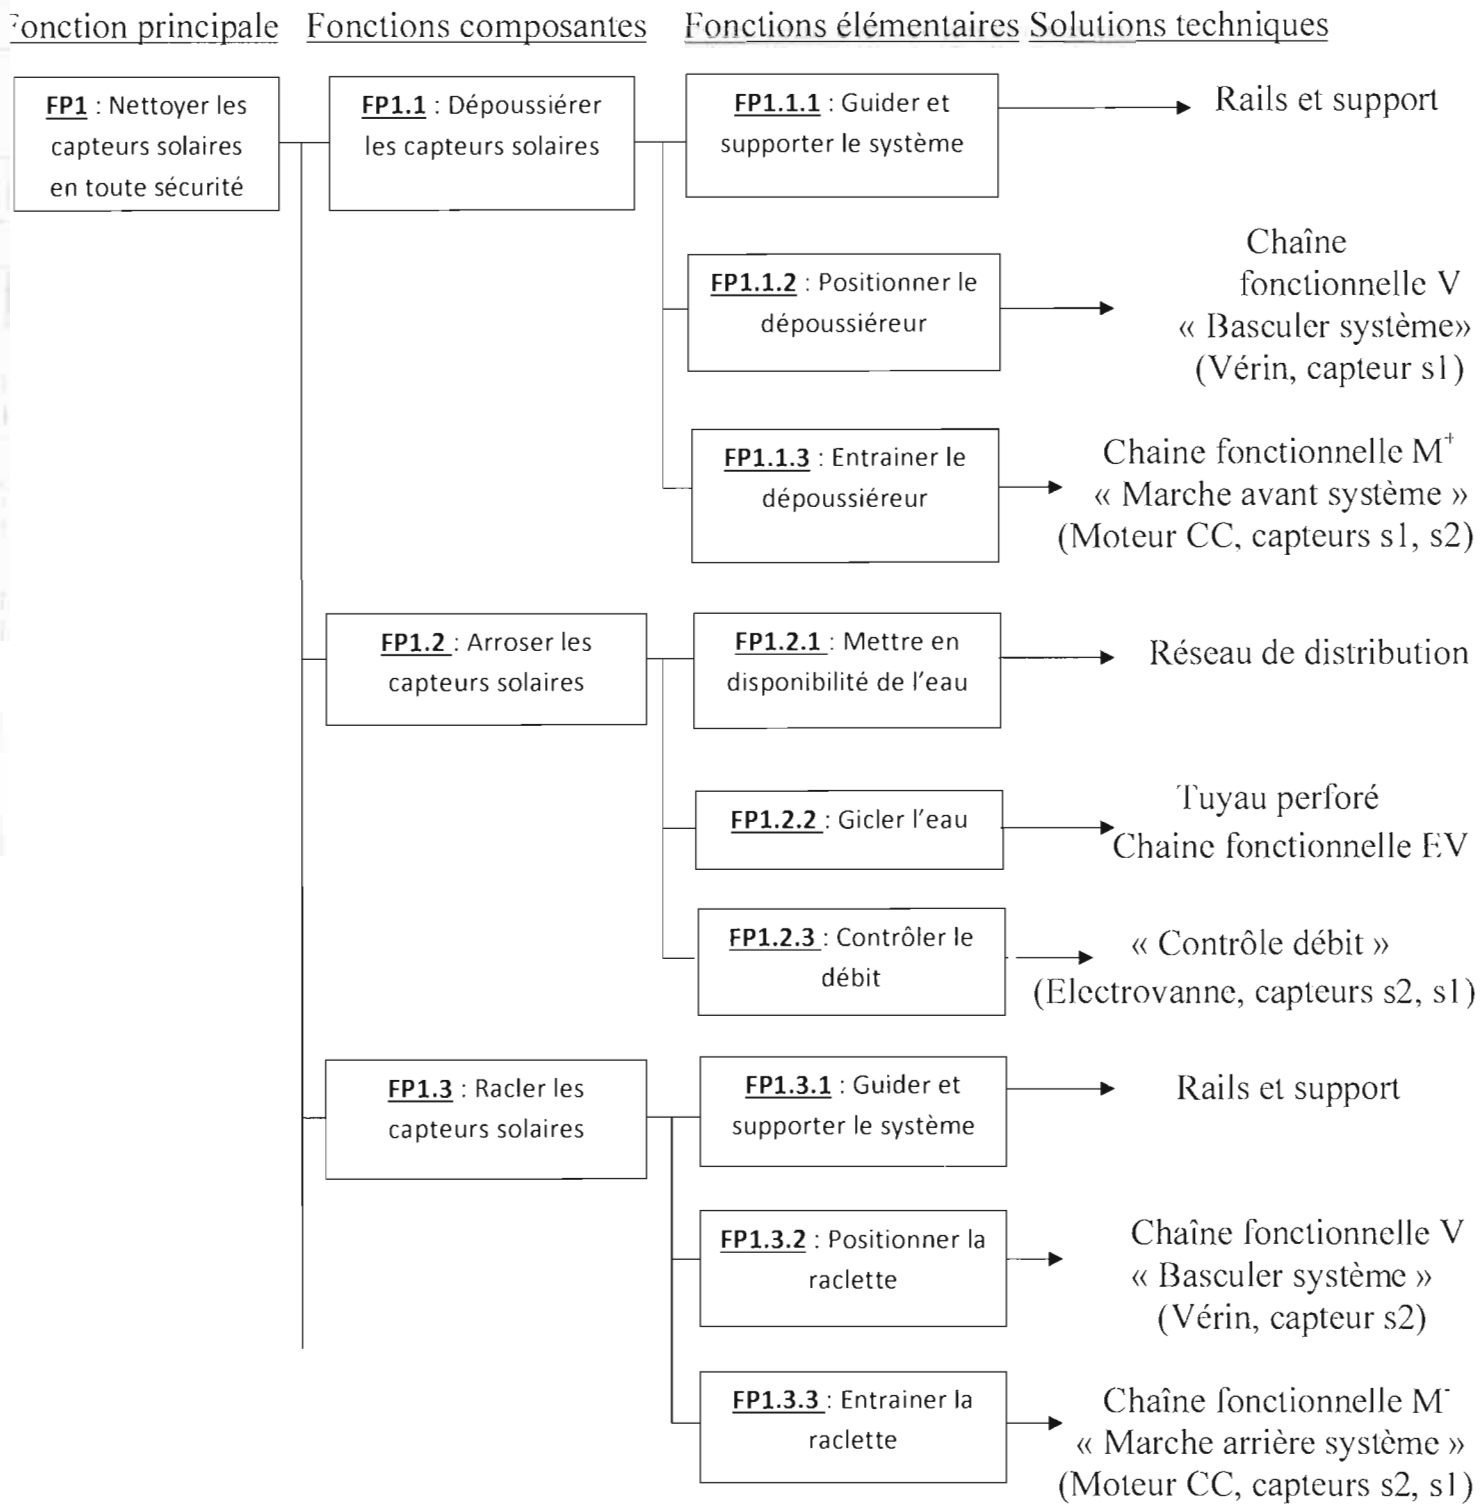 Fonction principale Fonctions composantes Fonctions élémentaires Solutions techniques
FP1 : Nettoyer les
capteurs solaires
en toute sécurité
FP1.1 : Dépoussiérer
les capteurs solaires
FP1.1.1 : Guider et
supporter le système
Rails et support
FP1.1.2 : Positionner le
dépoussiéreur
Chaîne
fonctionnelle V
« Basculer système»
(Vérin, capteur s1)
FP1.1.3 : Entrainer le
dépoussiéreur
Chaine fonctionnelle M⁺
« Marche avant système »
(Moteur CC, capteurs s1, s2)
FP1.2 : Arroser les
capteurs solaires
FP1.2.1 : Mettre en
disponibilité de l'eau
Réseau de distribution
FP1.2.2 : Gicler l'eau
Tuyau perforé
Chaine fonctionnelle EV
FP1.2.3 : Contrôler le
débit
« Contrôle débit »
(Electrovanne, capteurs s2, s1)
FP1.3 : Racler les
capteurs solaires
FP1.3.1 : Guider et
supporter le système
Rails et support
FP1.3.2 : Positionner la
raclette
Chaîne fonctionnelle V
« Basculer système »
(Vérin, capteur s2)
FP1.3.3 : Entrainer la
raclette
Chaîne fonctionnelle M⁻
« Marche arrière système »
(Moteur CC, capteurs s2, s1)